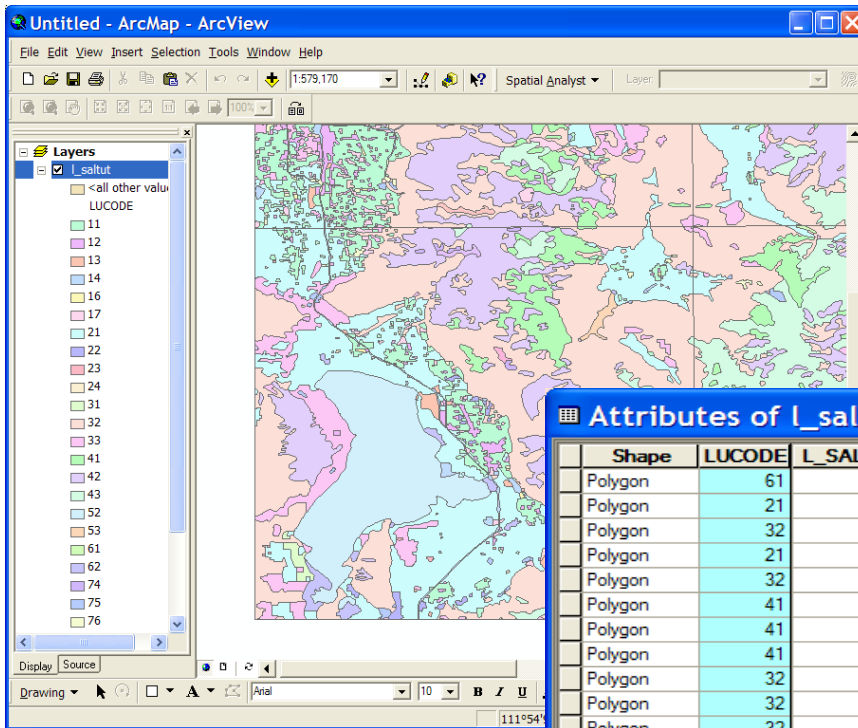 Untitled - ArcMap - ArcView
File Edit View Insert Selection Tools Window Help
1:579,170 Spatial Analyst Layer:
100%
Layers
l_saltut
<all other valu
LUCODE
11
12
13
14
16
17
21
22
23
24
31
32
33
41
42
43
52
53
61
62
74
75
76
Display Source
Drawing A Arial 10 B I U
111°54'
Attributes of l_sal
Shape LUCODE L_SAL
Polygon 61
Polygon 21
Polygon 32
Polygon 21
Polygon 32
Polygon 41
Polygon 41
Polygon 41
Polygon 32
Polygon 32
Polygon 32